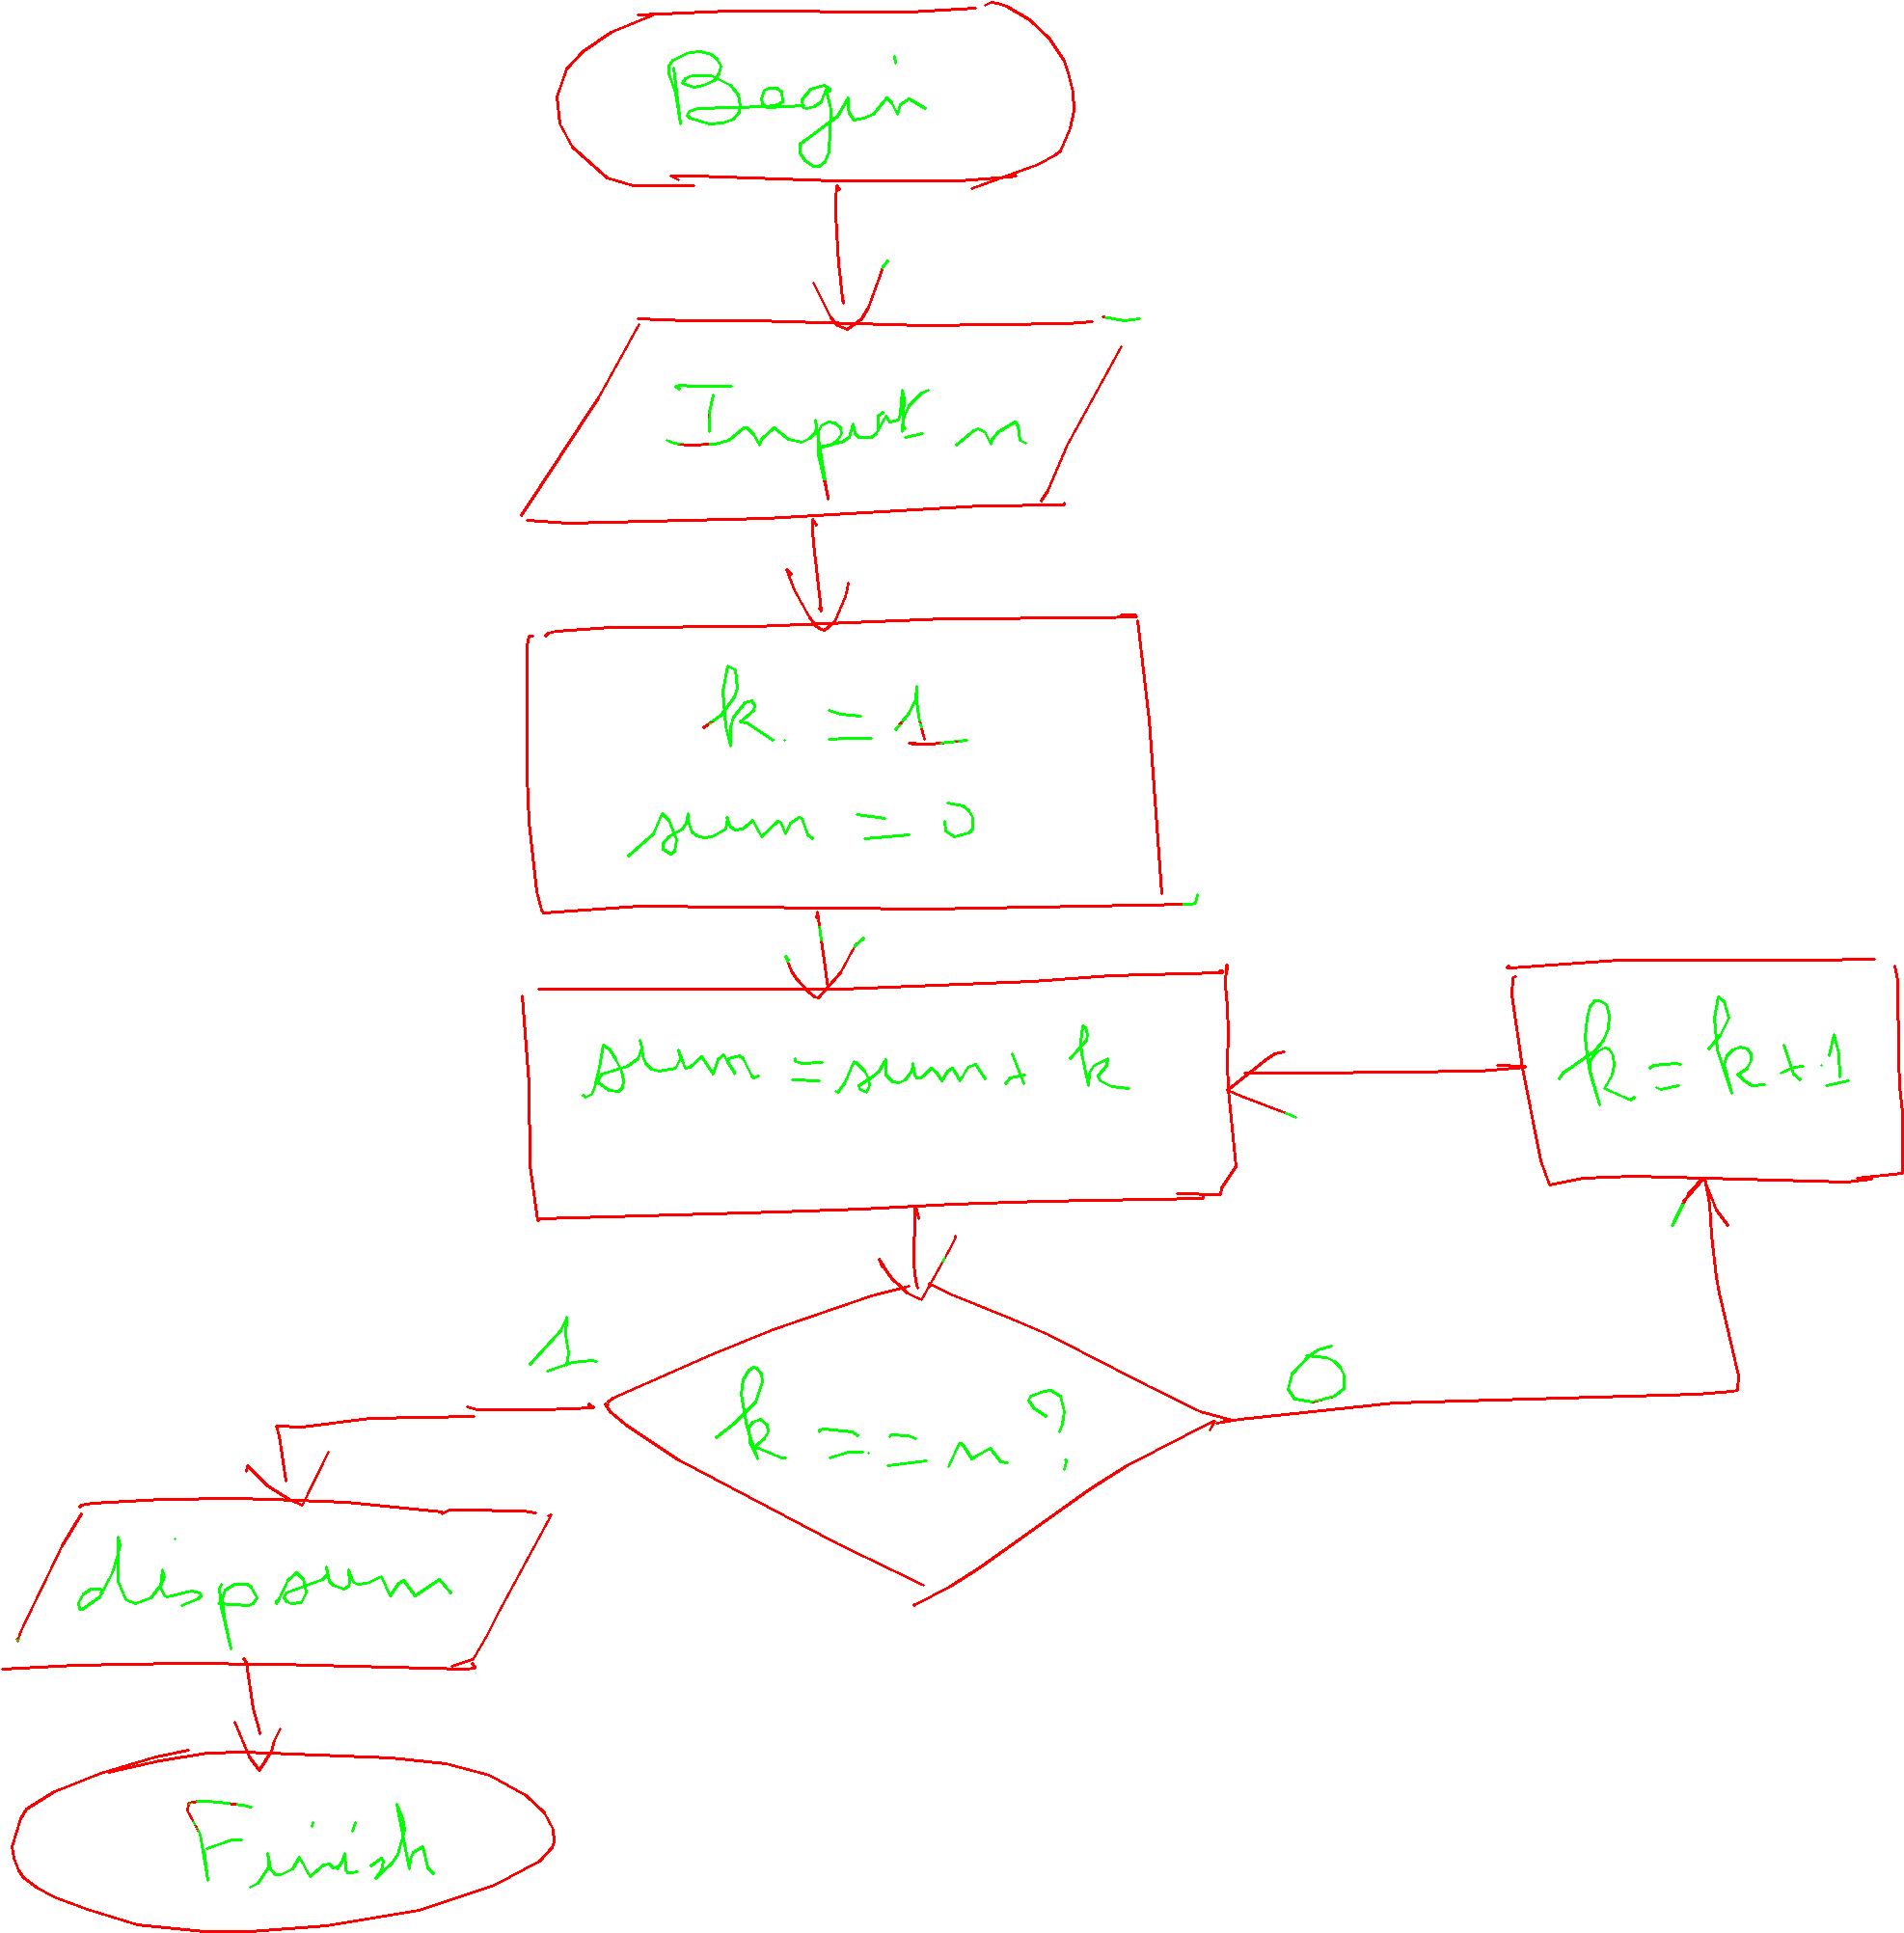 Begin
Input n
k = 1
sum = 0
sum = sum + k
k = k + 1
1
0
k == n ?
disp sum
Finish